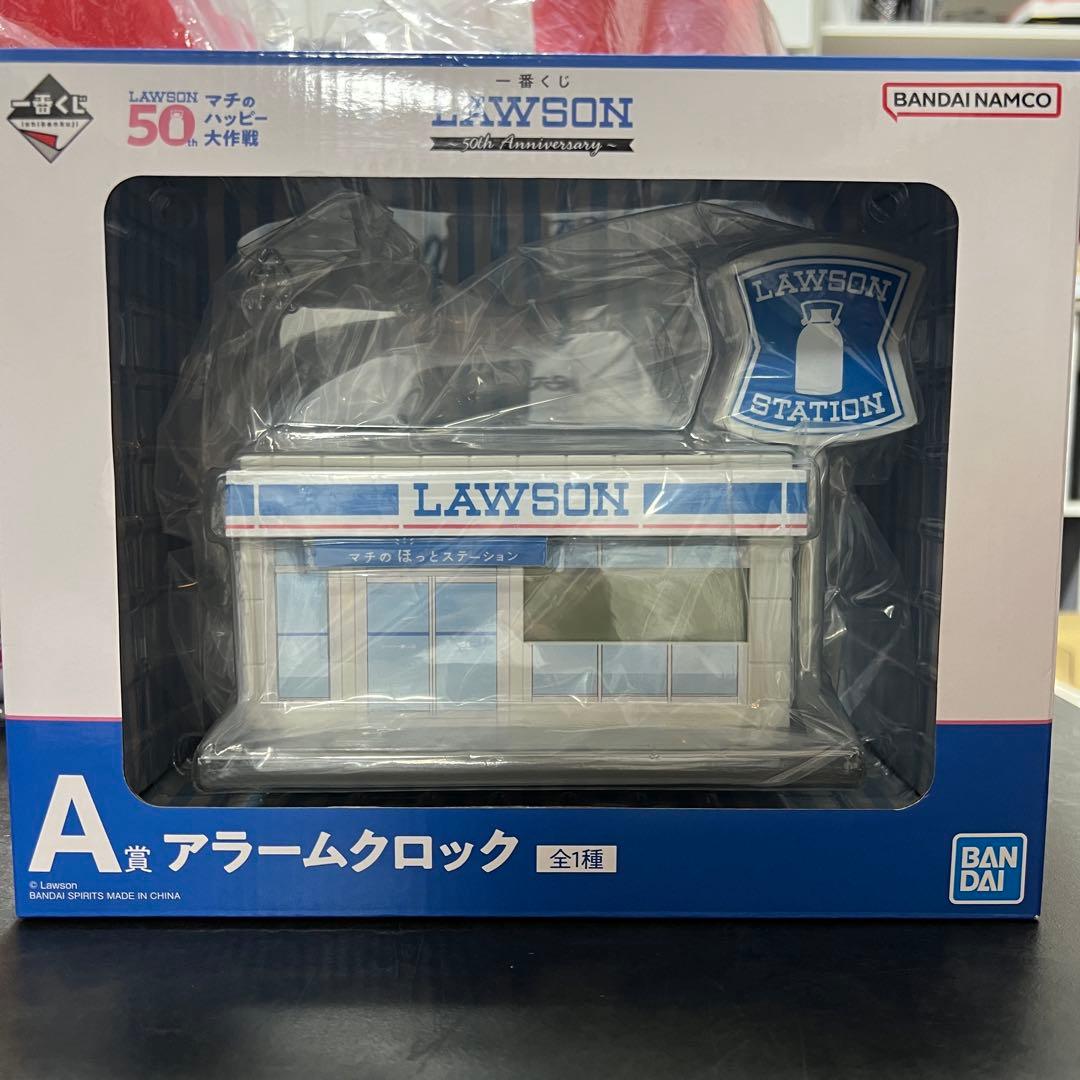 一番くじ
ichibankuji
LAWSON
50th
マチの
ハッピー
大作戦
一番くじ
LAWSON
~50th Anniversary~
BANDAI NAMCO
LAWSON
STATION
LAWSON
マチの ほっとステーション
A賞 アラームクロック 全1種
© Lawson
BANDAI SPIRITS MADE IN CHINA
BAN
DAI